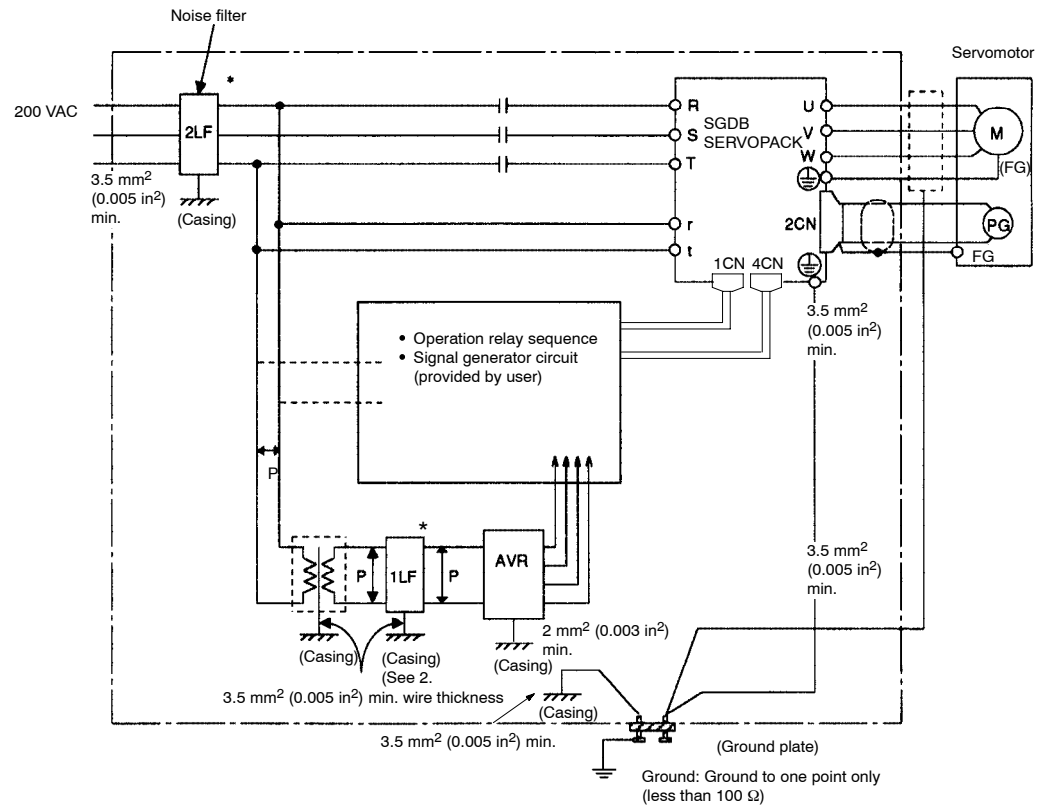 Noise filter
*
Servomotor
200 VAC
2LF
R
S
T
SGDB
SERVOPACK
U
V
W
M
(FG)
3.5 mm²
(0.005 in²)
min.
(Casing)
r
t
2CN
PG
FG
1CN 4CN
3.5 mm²
(0.005 in²)
min.
• Operation relay sequence
• Signal generator circuit
(provided by user)
P
*
P
1LF
P
AVR
3.5 mm²
(0.005 in²)
min.
2 mm² (0.003 in²)
min.
(Casing)
(Casing)
(See 2.
(Casing)
3.5 mm² (0.005 in²) min. wire thickness
(Casing)
3.5 mm² (0.005 in²) min.
(Ground plate)
Ground: Ground to one point only
(less than 100 Ω)